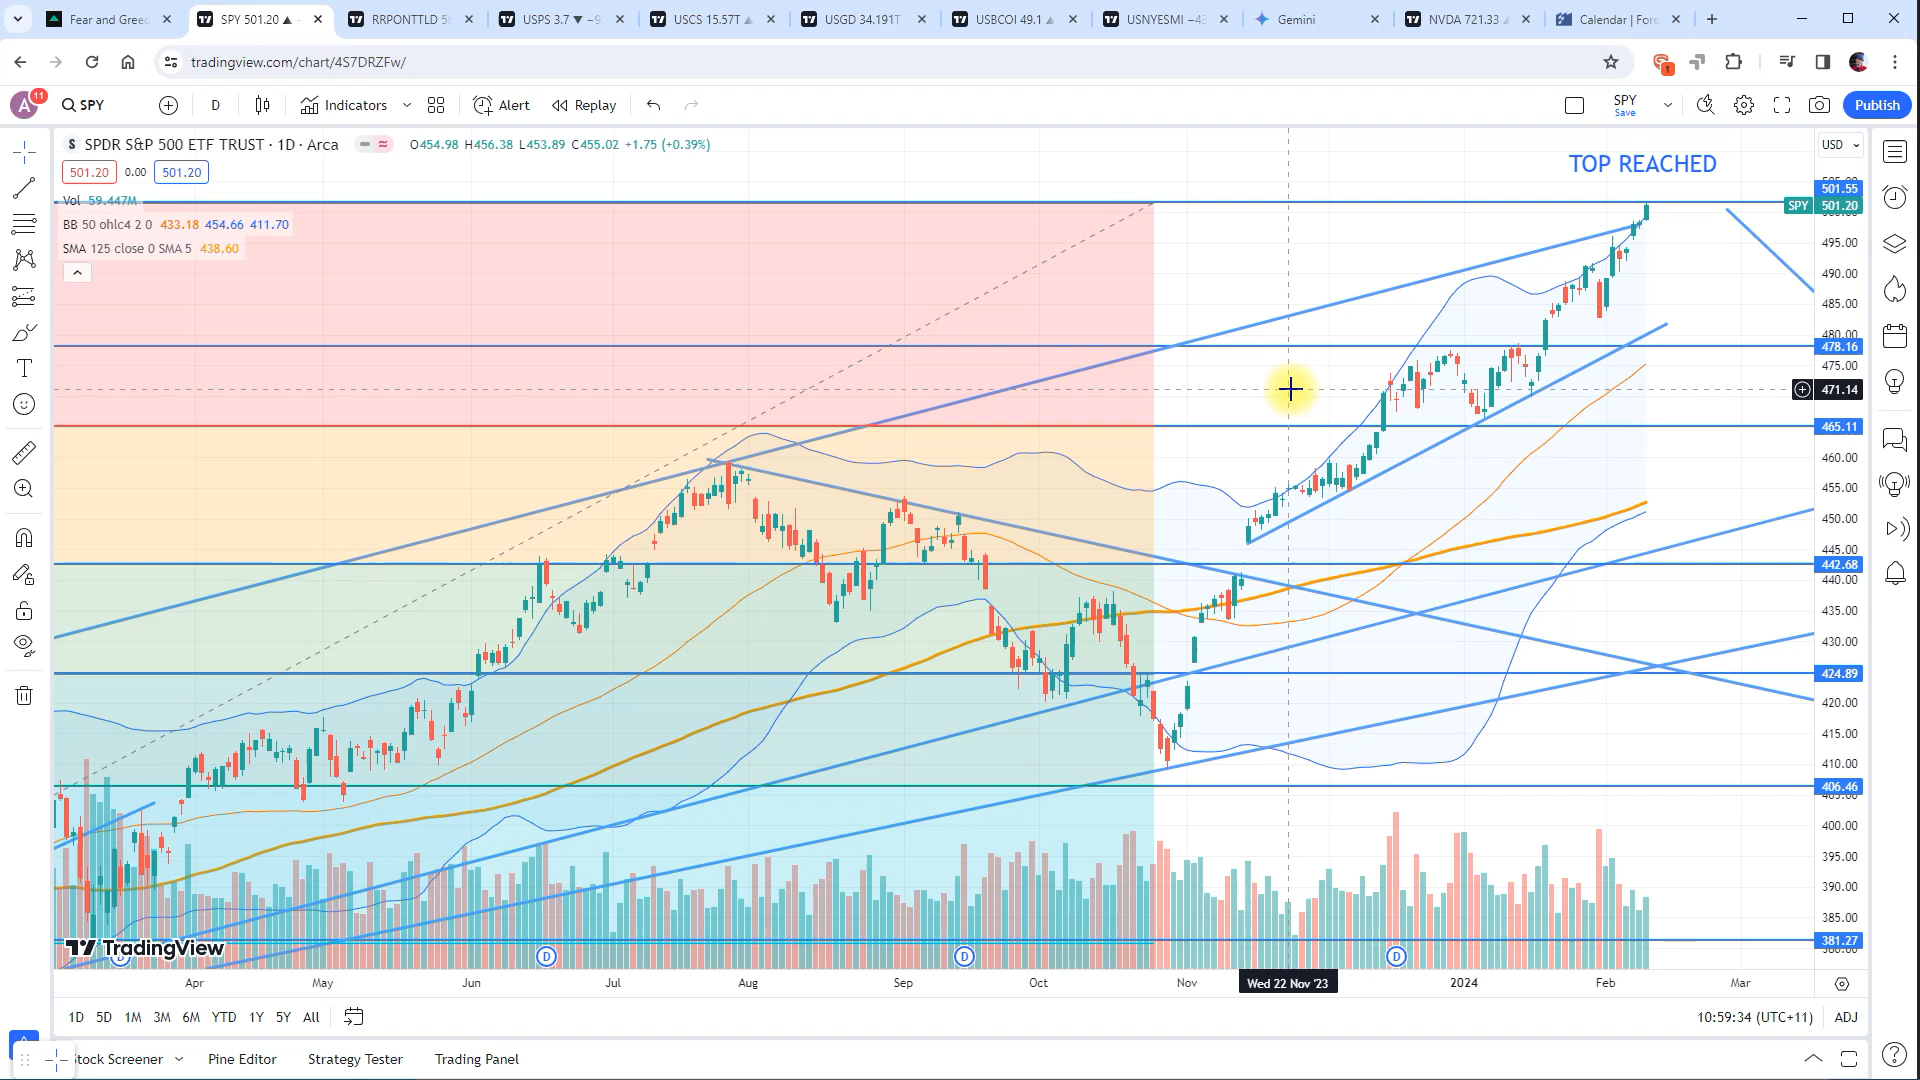 Fear and Greed
SPY 501.20 ▲
RRPONTTLD
USPS 3.7 ▼
USCS 15.57T
USGD 34.191T
USBCOI 49.1
USNYESMI
Gemini
NVDA 721.33
Calendar |
tradingview.com/chart/4S7DRZFw/
1
A
11
SPY
D
Indicators
Alert
Replay
SPY
Save
Publish
S
SPDR S&P 500 ETF TRUST · 1D · Arca
O454.98 H456.38 L453.89 C455.02 +1.75 (+0.39%)
USD
501.20 0.00 501.20
Vol 59.447M
BB 50 ohlc4 2 0 433.18 454.66 411.70
SMA 125 close 0 SMA 5 438.60
TOP REACHED
501.55
SPY 501.20
495.00
490.00
485.00
480.00
478.16
475.00
471.14
465.11
460.00
455.00
450.00
445.00
442.68
440.00
435.00
430.00
424.89
420.00
415.00
410.00
406.46
400.00
395.00
390.00
385.00
381.27
TradingView
D
D
D
Apr May Jun Jul Aug Sep Oct Nov Wed 22 Nov '23 2024 Feb Mar
1D 5D 1M 3M 6M YTD 1Y 5Y All
10:59:34 (UTC+11) ADJ
Screener Pine Editor Strategy Tester Trading Panel